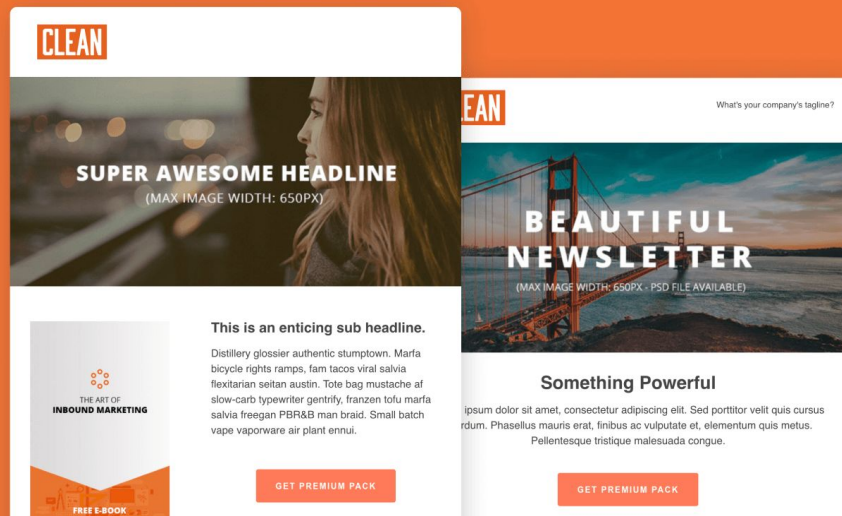 CLEAN
SUPER AWESOME HEADLINE
(MAX IMAGE WIDTH: 650PX)
THE ART OF
INBOUND MARKETING
FREE E-BOOK
This is an enticing sub headline.
Distillery glossier authentic stumptown. Marfa
bicycle rights ramps, fam tacos viral salvia
flexitarian seitan austin. Tote bag mustache af
slow-carb typewriter gentrify, franzen tofu marfa
salvia freegan PBR&B man braid. Small batch
vape vaporware air plant ennui.
GET PREMIUM PACK
EAN
What's your company's tagline?
BEAUTIFUL
NEWSLETTER
(MAX IMAGE WIDTH: 650PX - PSD FILE AVAILABLE)
Something Powerful
ipsum dolor sit amet, consectetur adipiscing elit. Sed porttitor velit quis cursus
rdum. Phasellus mauris erat, finibus ac vulputate et, elementum quis metus.
Pellentesque tristique malesuada congue.
GET PREMIUM PACK